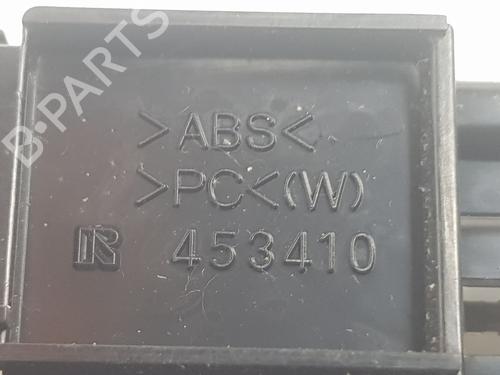 B-PARTS
>ABS<
>PC<(W)
R 453410